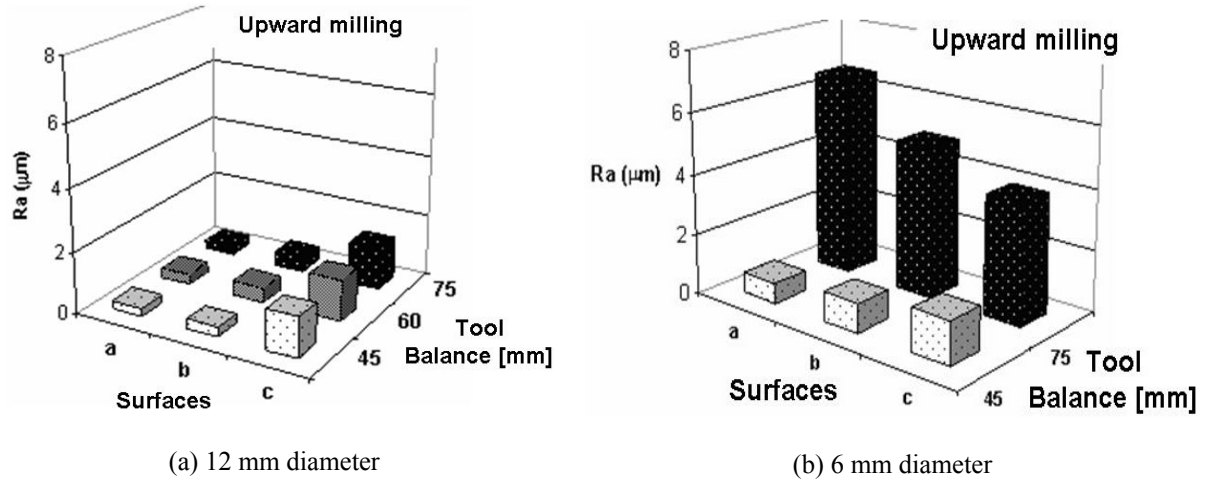 Upward milling
8
6
4
2
0
Ra (µm)
a
b
c
Surfaces
45
60
75
Tool
Balance [mm]
(a) 12 mm diameter
Upward milling
8
6
4
2
0
Ra (µm)
a
b
c
Surfaces
45
75
Tool
Balance [mm]
(b) 6 mm diameter